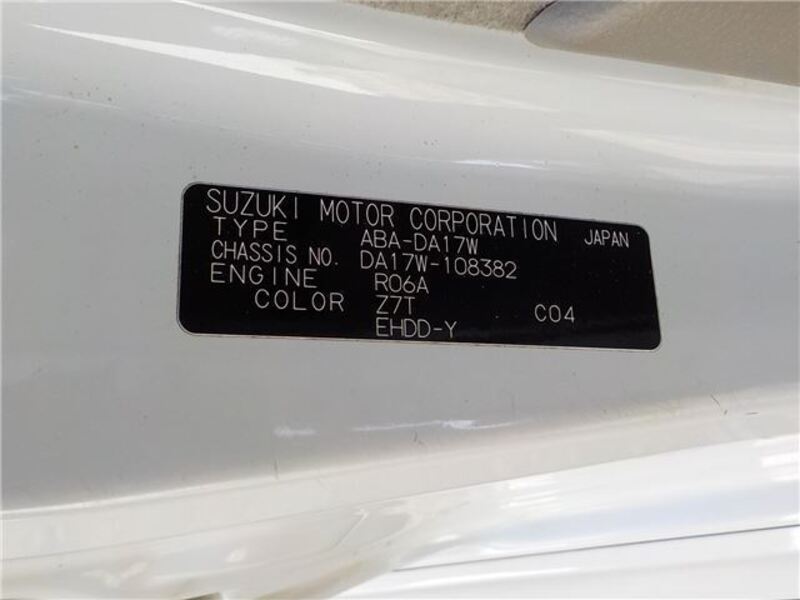 SUZUKI MOTOR CORPORATION JAPAN
TYPE ABA-DA17W
CHASSIS NO. DA17W-108382
ENGINE R06A
COLOR Z7T C04
EHDD-Y